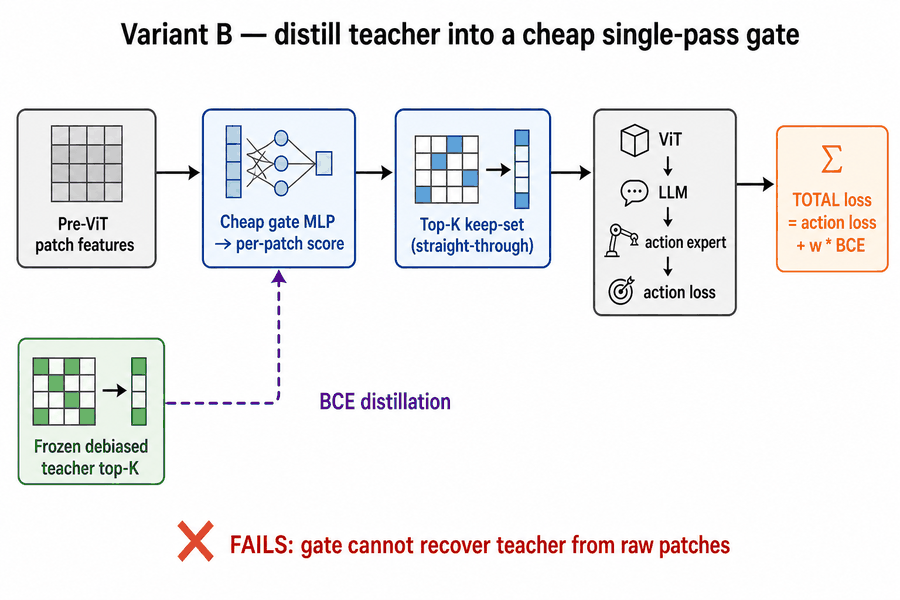 Variant B — distill teacher into a cheap single-pass gate
Pre-ViT
patch features
Cheap gate MLP
→ per-patch score
Top-K keep-set
(straight-through)
ViT
LLM
action expert
action loss
Σ
TOTAL loss
= action loss
+ w * BCE
Frozen debiased
teacher top-K
BCE distillation
FAILS: gate cannot recover teacher from raw patches